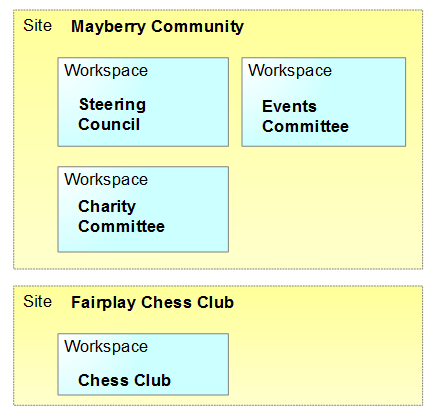 Site Mayberry Community
Workspace
Steering
Council
Workspace
Events
Committee
Workspace
Charity
Committee
Site Fairplay Chess Club
Workspace
Chess Club